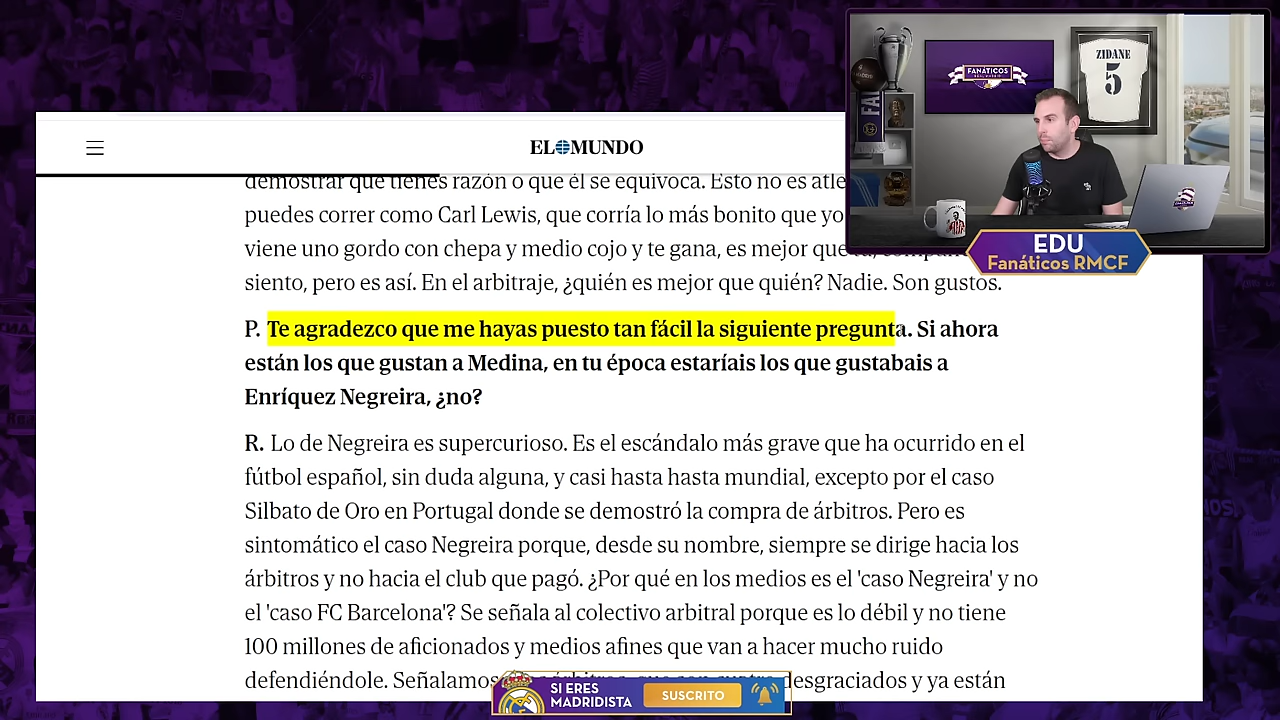 EL MUNDO
demostrar que tienes razón o que él se equivoca. Esto no es atle
puedes correr como Carl Lewis, que corría lo más bonito que yo
viene uno gordo con chepa y medio cojo y te gana, es mejor que
siento, pero es así. En el arbitraje, ¿quién es mejor que quién? Nadie. Son gustos.
P. Te agradezco que me hayas puesto tan fácil la siguiente pregunta. Si ahora
están los que gustan a Medina, en tu época estaríais los que gustabais a
Enríquez Negreira, ¿no?
R. Lo de Negreira es supercurioso. Es el escándalo más grave que ha ocurrido en el
fútbol español, sin duda alguna, y casi hasta hasta mundial, excepto por el caso
Silbato de Oro en Portugal donde se demostró la compra de árbitros. Pero es
sintomático el caso Negreira porque, desde su nombre, siempre se dirige hacia los
árbitros y no hacia el club que pagó. ¿Por qué en los medios es el 'caso Negreira' y no
el 'caso FC Barcelona'? Se señala al colectivo arbitral porque es lo débil y no tiene
100 millones de aficionados y medios afines que van a hacer mucho ruido
defendiéndole. Señalamos desgraciados y ya están
FANÁTICOS
ZIDANE
5
EDU
Fanáticos RMCF
SI ERES
MADRIDISTA
SUSCRITO